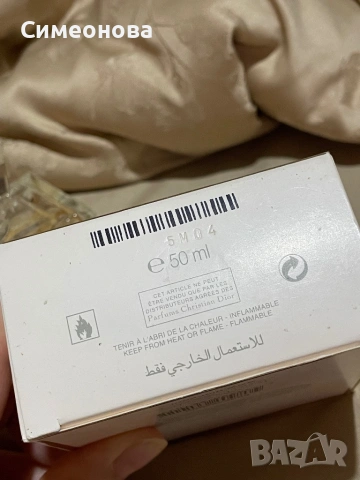 Симеонова
5M04
e 50 ml
CET ARTICLE NE PEUT
ÊTRE VENDU QUE PAR LES
DISTRIBUTEURS AGRÉÉS DES
Parfums Christian Dior
TENIR À L'ABRI DE LA CHALEUR - INFLAMMABLE
KEEP FROM HEAT OR FLAME - FLAMMABLE
للاستعمال الخارجي فقط
BAZAR